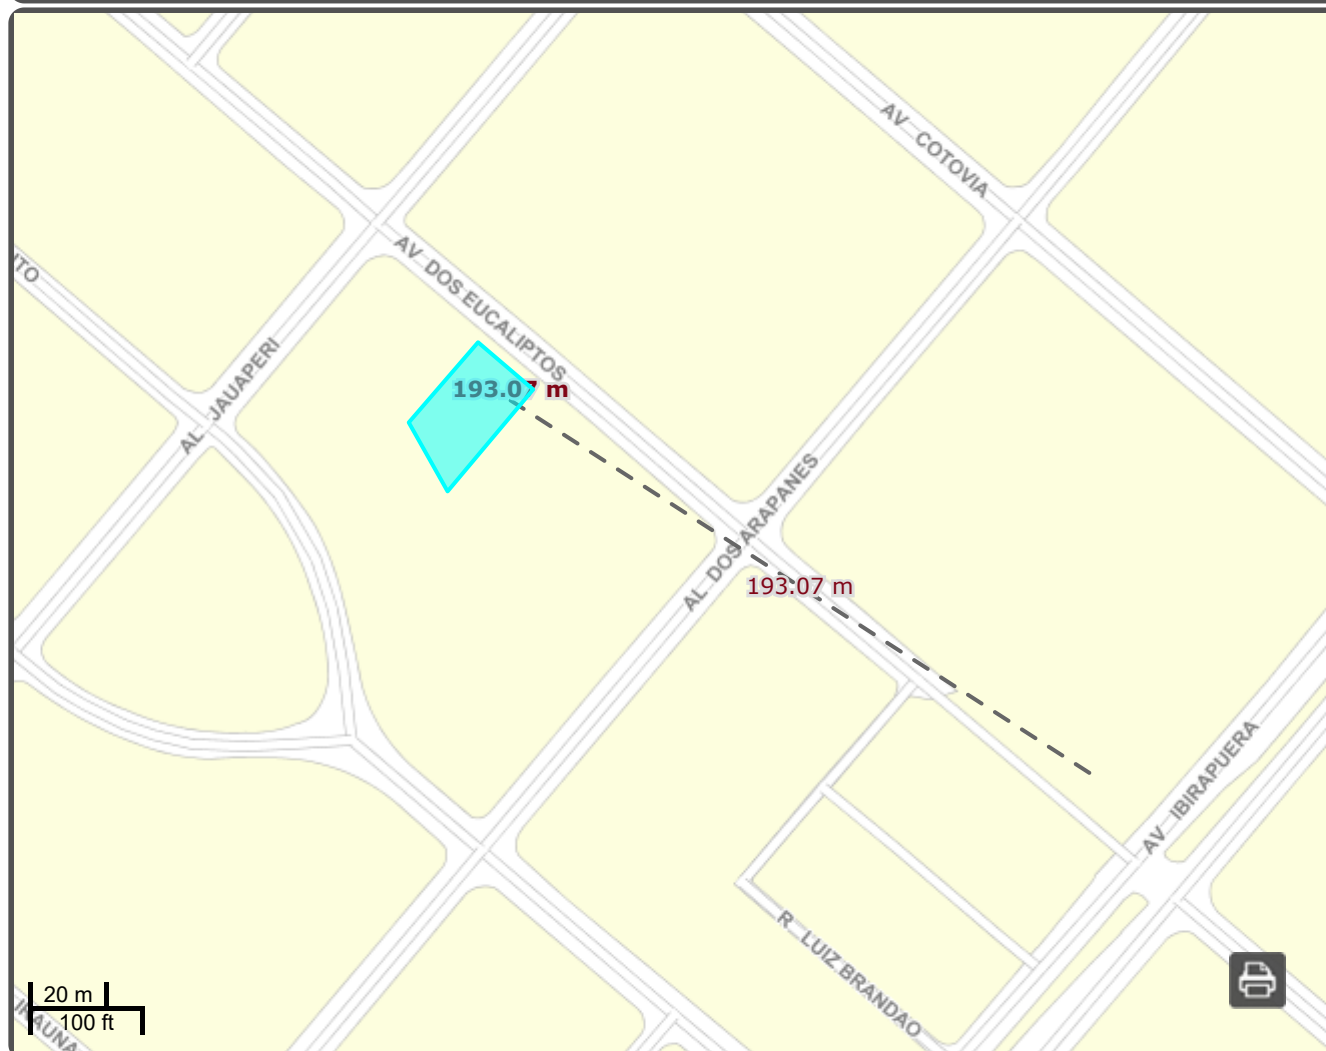 AV COTOVIA
AV DOS EUCALIPTOS
AL JAUAPERI
193.07 m
AL DOS ARAPANES
193.07 m
AV IBIRAPUERA
R LUIZ BRANDAO
20 m
100 ft